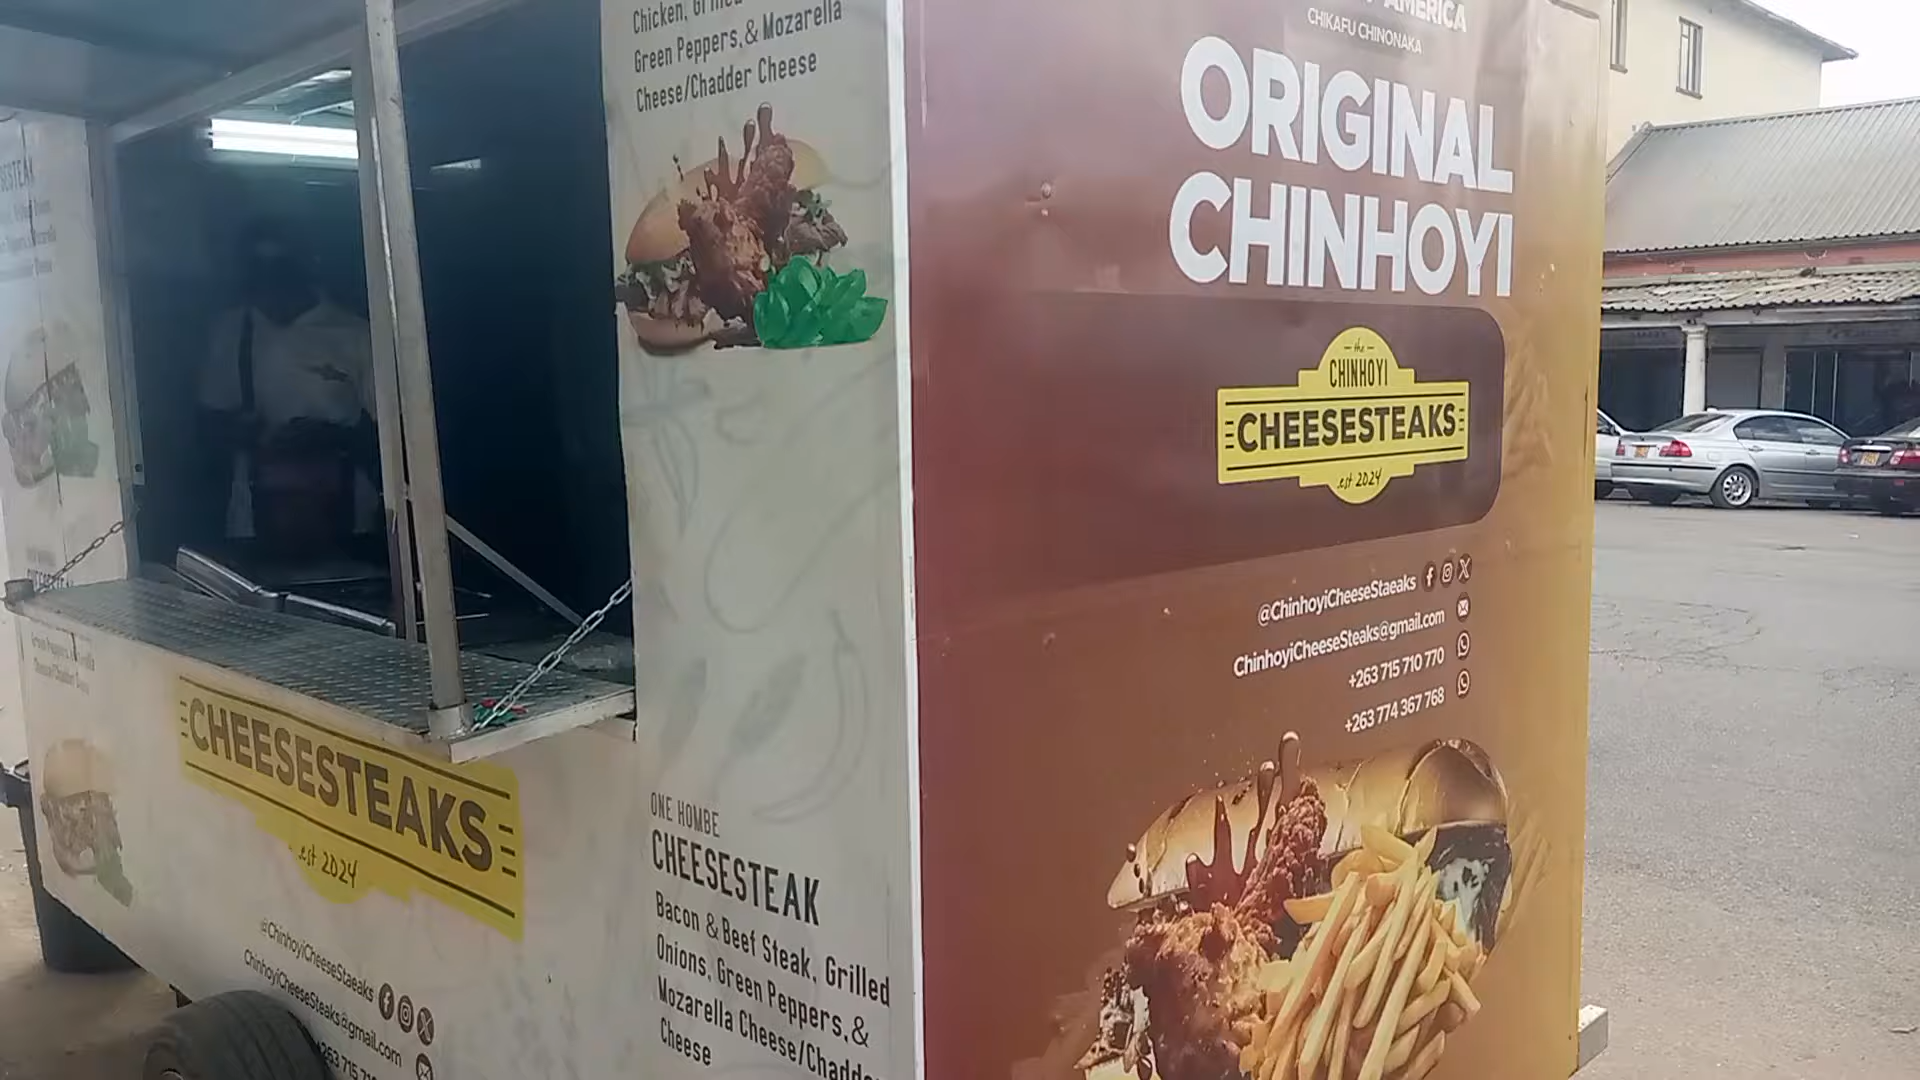 Chicken,
Green Peppers,& Mozarella
Cheese/Chadder Cheese
AMERICA
CHIKAFU CHINONAKA
ORIGINAL
CHINHOYI
the
CHINHOYI
CHEESESTEAKS
est 2024
@ChinhoyiCheeseStaeaks
ChinhoyiCheeseSteaks@gmail.com
+263 715 710 770
+263 774 367 768
CHEESESTEAKS
est 2024
@ChinhoyiCheeseStaeaks
ChinhoyiCheeseSteaks@gmail.com
ONE HOMBE
CHEESESTEAK
Bacon & Beef Steak, Grilled
Onions, Green Peppers,&
Mozarella Cheese/Chadde
Cheese